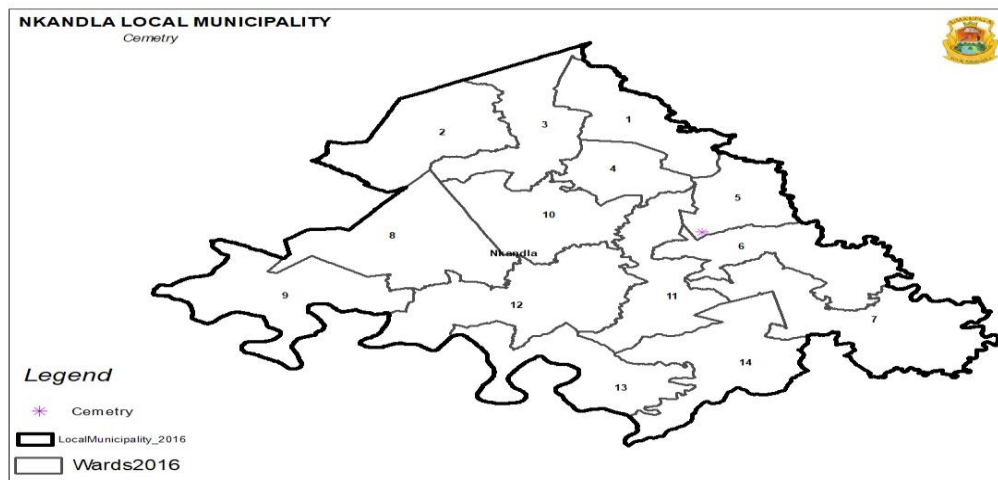 NKANDLA LOCAL MUNICIPALITY
Cemetry
1
2
3
4
5
10
8
6
Nkandla
9
11
12
7
14
13
Legend
Cemetry
LocalMunicipality_2016
Wards2016